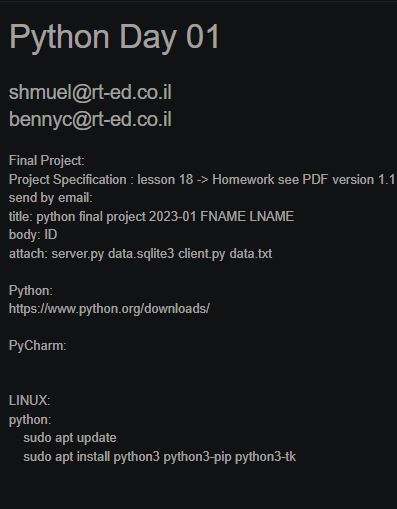 Python Day 01
shmuel@rt-ed.co.il
bennyc@rt-ed.co.il
Final Project:
Project Specification : lesson 18 -> Homework see PDF version 1.1
send by email:
title: python final project 2023-01 FNAME LNAME
body: ID
attach: server.py data.sqlite3 client.py data.txt
Python:
https://www.python.org/downloads/
PyCharm:
LINUX:
python:
sudo apt update
sudo apt install python3 python3-pip python3-tk